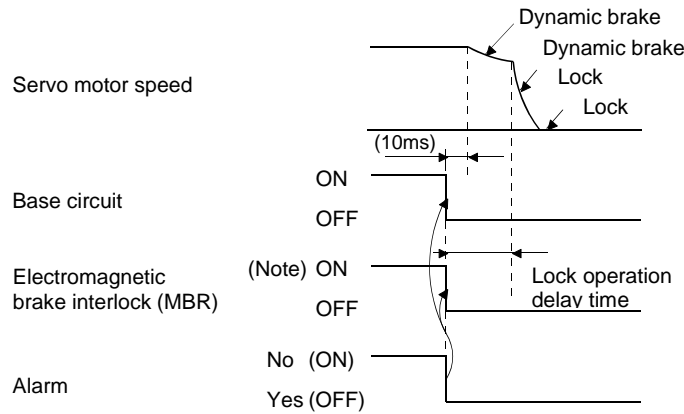 Dynamic brake
Dynamic brake
Lock
Lock
Servo motor speed
(10ms)
Base circuit
ON
OFF
Electromagnetic
brake interlock (MBR)
(Note) ON
OFF
Lock operation
delay time
Alarm
No (ON)
Yes (OFF)